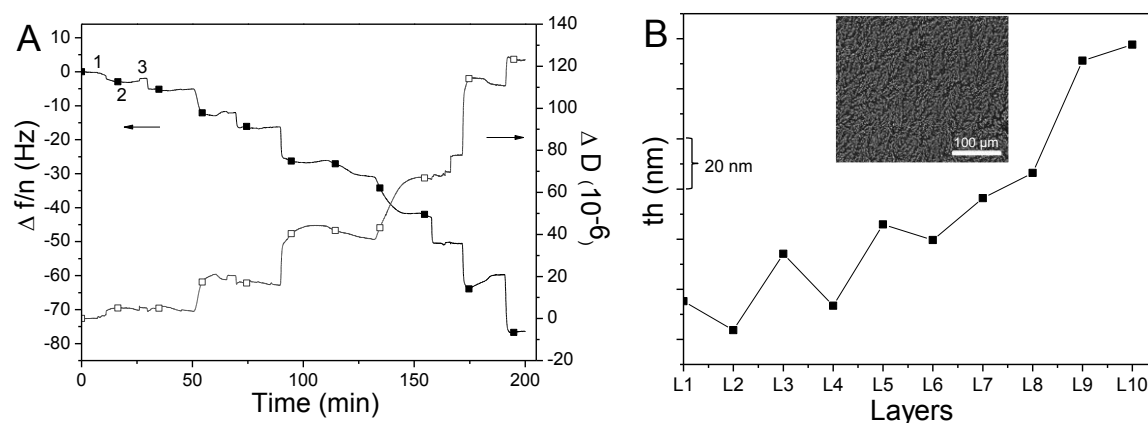 A
1
2
3
10
0
-10
-20
-30
-40
-50
-60
-70
-80
Δ f/n (Hz)
0 50 100 150 200
Time (min)
140
120
100
80
60
40
20
0
-20
Δ D (10-6)
B
100 µm
20 nm
th (nm)
L1 L2 L3 L4 L5 L6 L7 L8 L9 L10
Layers